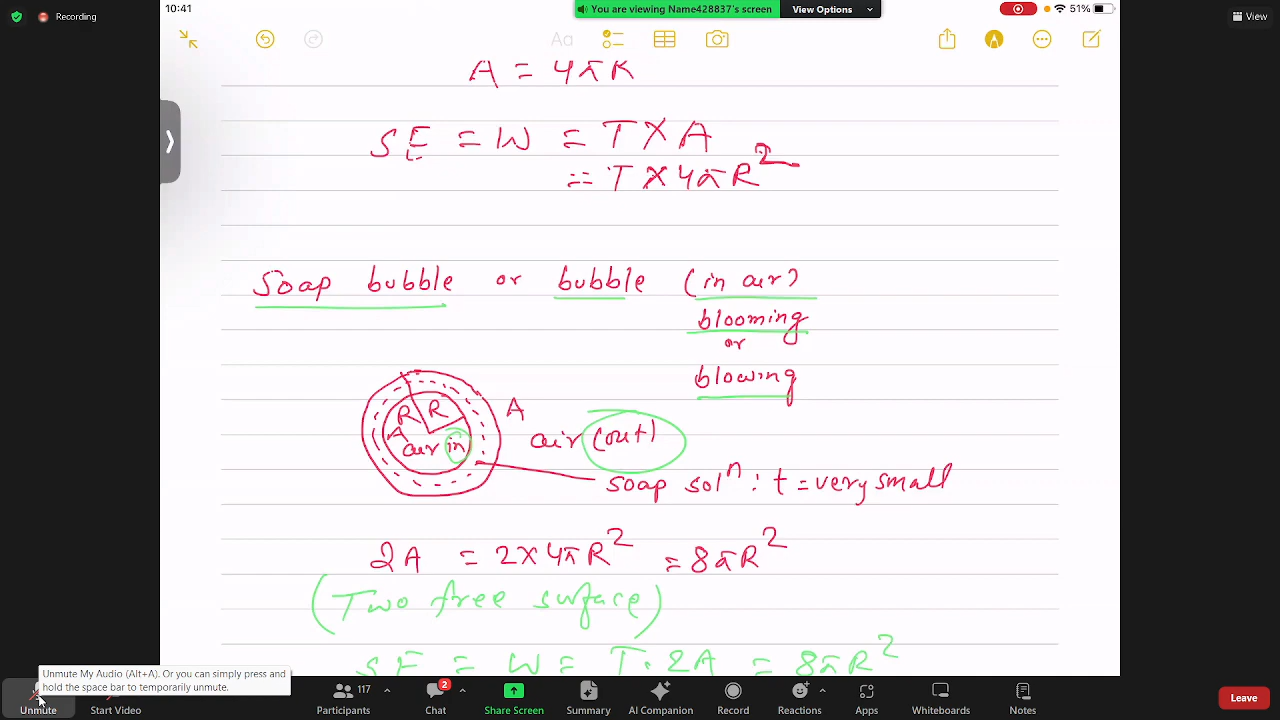 10:41
Recording
You are viewing Name428837's screen
View Options
51%
View
Aa
A = 4πR
SE = W = T X A
= T X 4πR²
Soap bubble or bubble (in air)
blooming
or
blowing
R R A
A
air in
air (out)
soap solⁿ : t = very small
2A = 2 X 4πR² = 8πR²
(Two free surface)
SE = W = T. 2A = 8πR²
Unmute My Audio (Alt+A). Or you can simply press and
hold the space bar to temporarily unmute.
117
2
Unmute
Start Video
Participants
Chat
Share Screen
Summary
AI Companion
Record
Reactions
Apps
Whiteboards
Notes
Leave